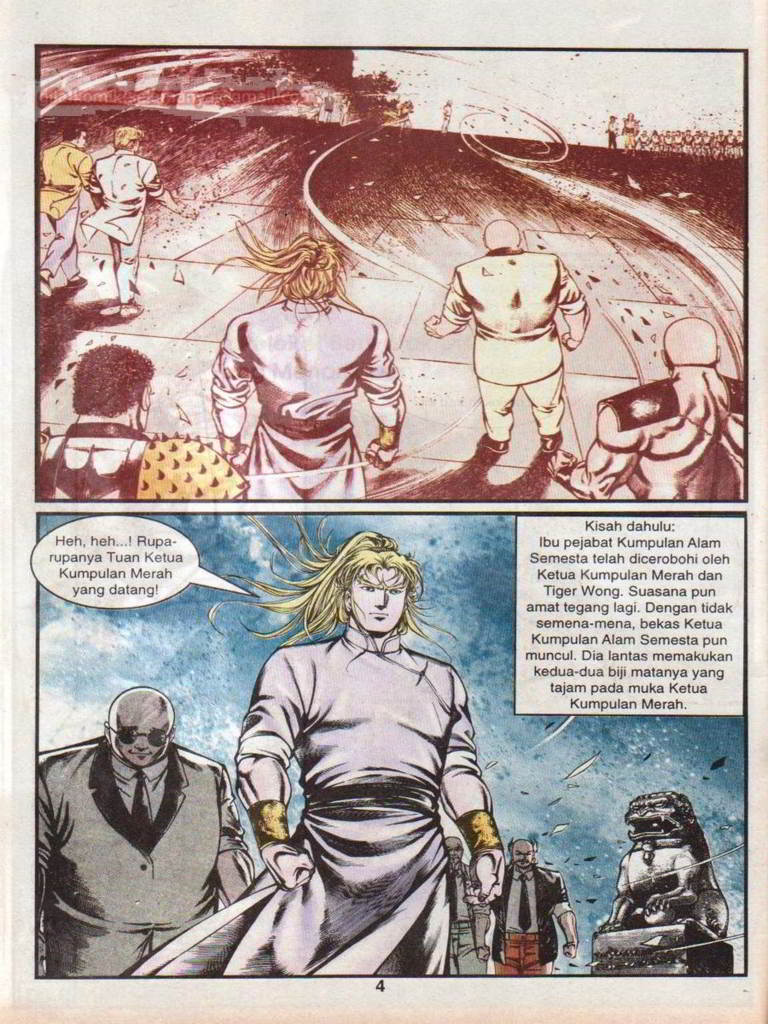 Heh, heh...! Rupa-
rupanya Tuan Ketua
Kumpulan Merah
yang datang!
Kisah dahulu:
Ibu pejabat Kumpulan Alam
Semesta telah dicerobohi oleh
Ketua Kumpulan Merah dan
Tiger Wong. Suasana pun
amat tegang lagi. Dengan tidak
semena-mena, bekas Ketua
Kumpulan Alam Semesta pun
muncul. Dia lantas memakukan
kedua-dua biji matanya yang
tajam pada muka Ketua
Kumpulan Merah.
4